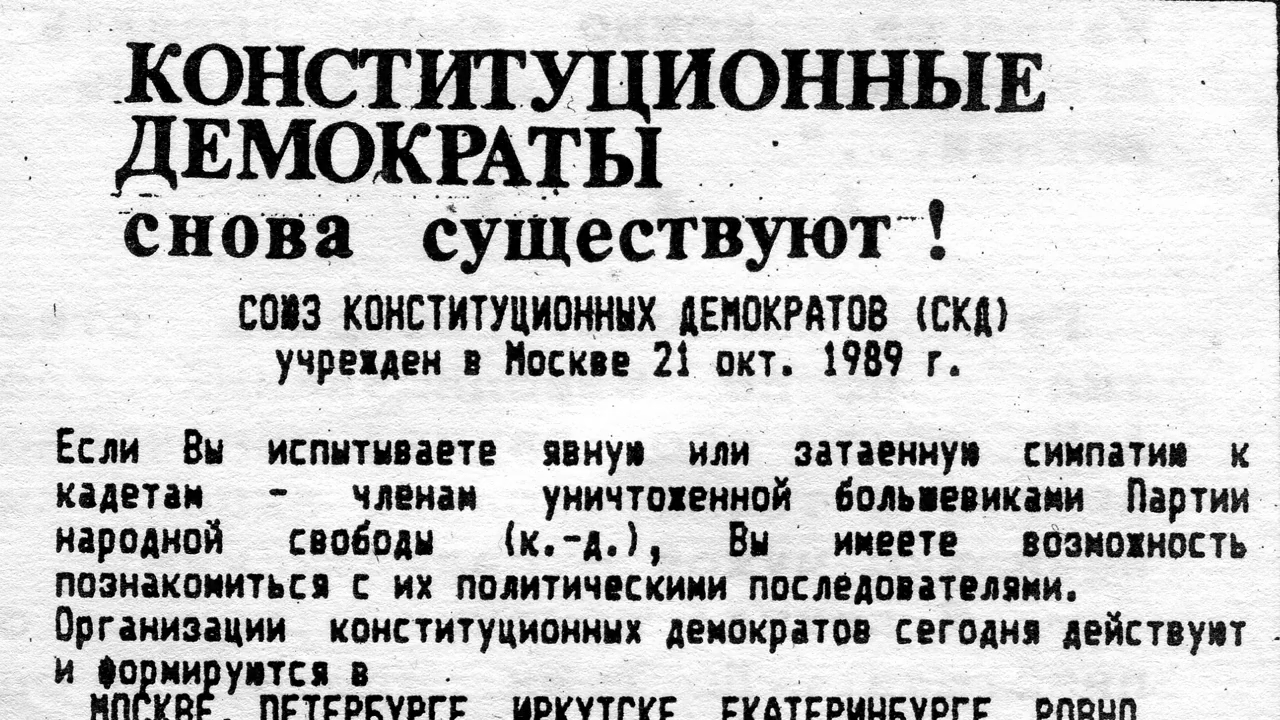 КОНСТИТУЦИОННЫЕ
ДЕМОКРАТЫ
снова существуют !
СОЮЗ КОНСТИТУЦИОННЫХ ДЕМОКРАТОВ (СКД)
учрежден в Москве 21 окт. 1989 г.
Если Вы испытываете явную или затаенную симпатию к
кадетам - членам уничтоженной большевиками Партии
народной свободы (к.-д.), Вы имеете возможность
познакомиться с их политическими последователями.
Организации конституционных демократов сегодня действуют
и формируются в
МОСКВЕ, ПЕТЕРБУРГЕ, ИРКУТСКЕ, ЕКАТЕРИНБУРГЕ, РОВНО,